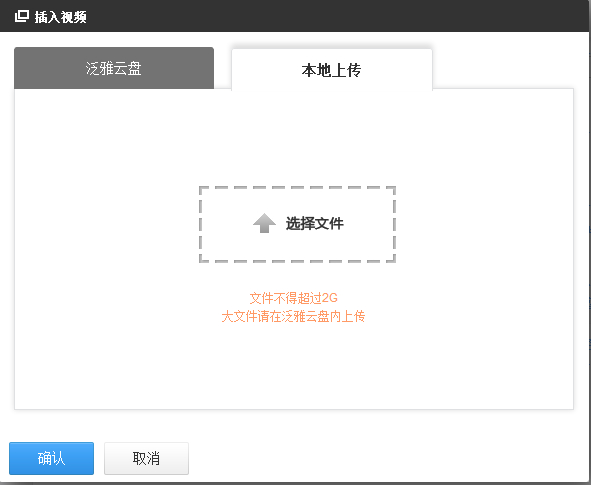 插入视频
泛雅云盘
本地上传
选择文件
文件不得超过2G
大文件请在泛雅云盘内上传
确认
取消